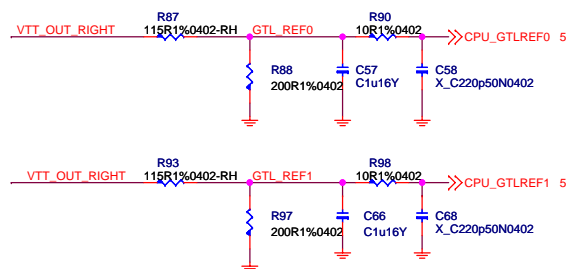 R87
R90
VTT_OUT_RIGHT 115R1%0402-RH GTL_REF0 10R1%0402 CPU_GTLREF0 5
R88 C57 C58
200R1%0402 C1u16Y X_C220p50N0402
R93
R98
VTT_OUT_RIGHT 115R1%0402-RH GTL_REF1 10R1%0402 CPU_GTLREF1 5
R97 C66 C68
200R1%0402 C1u16Y X_C220p50N0402